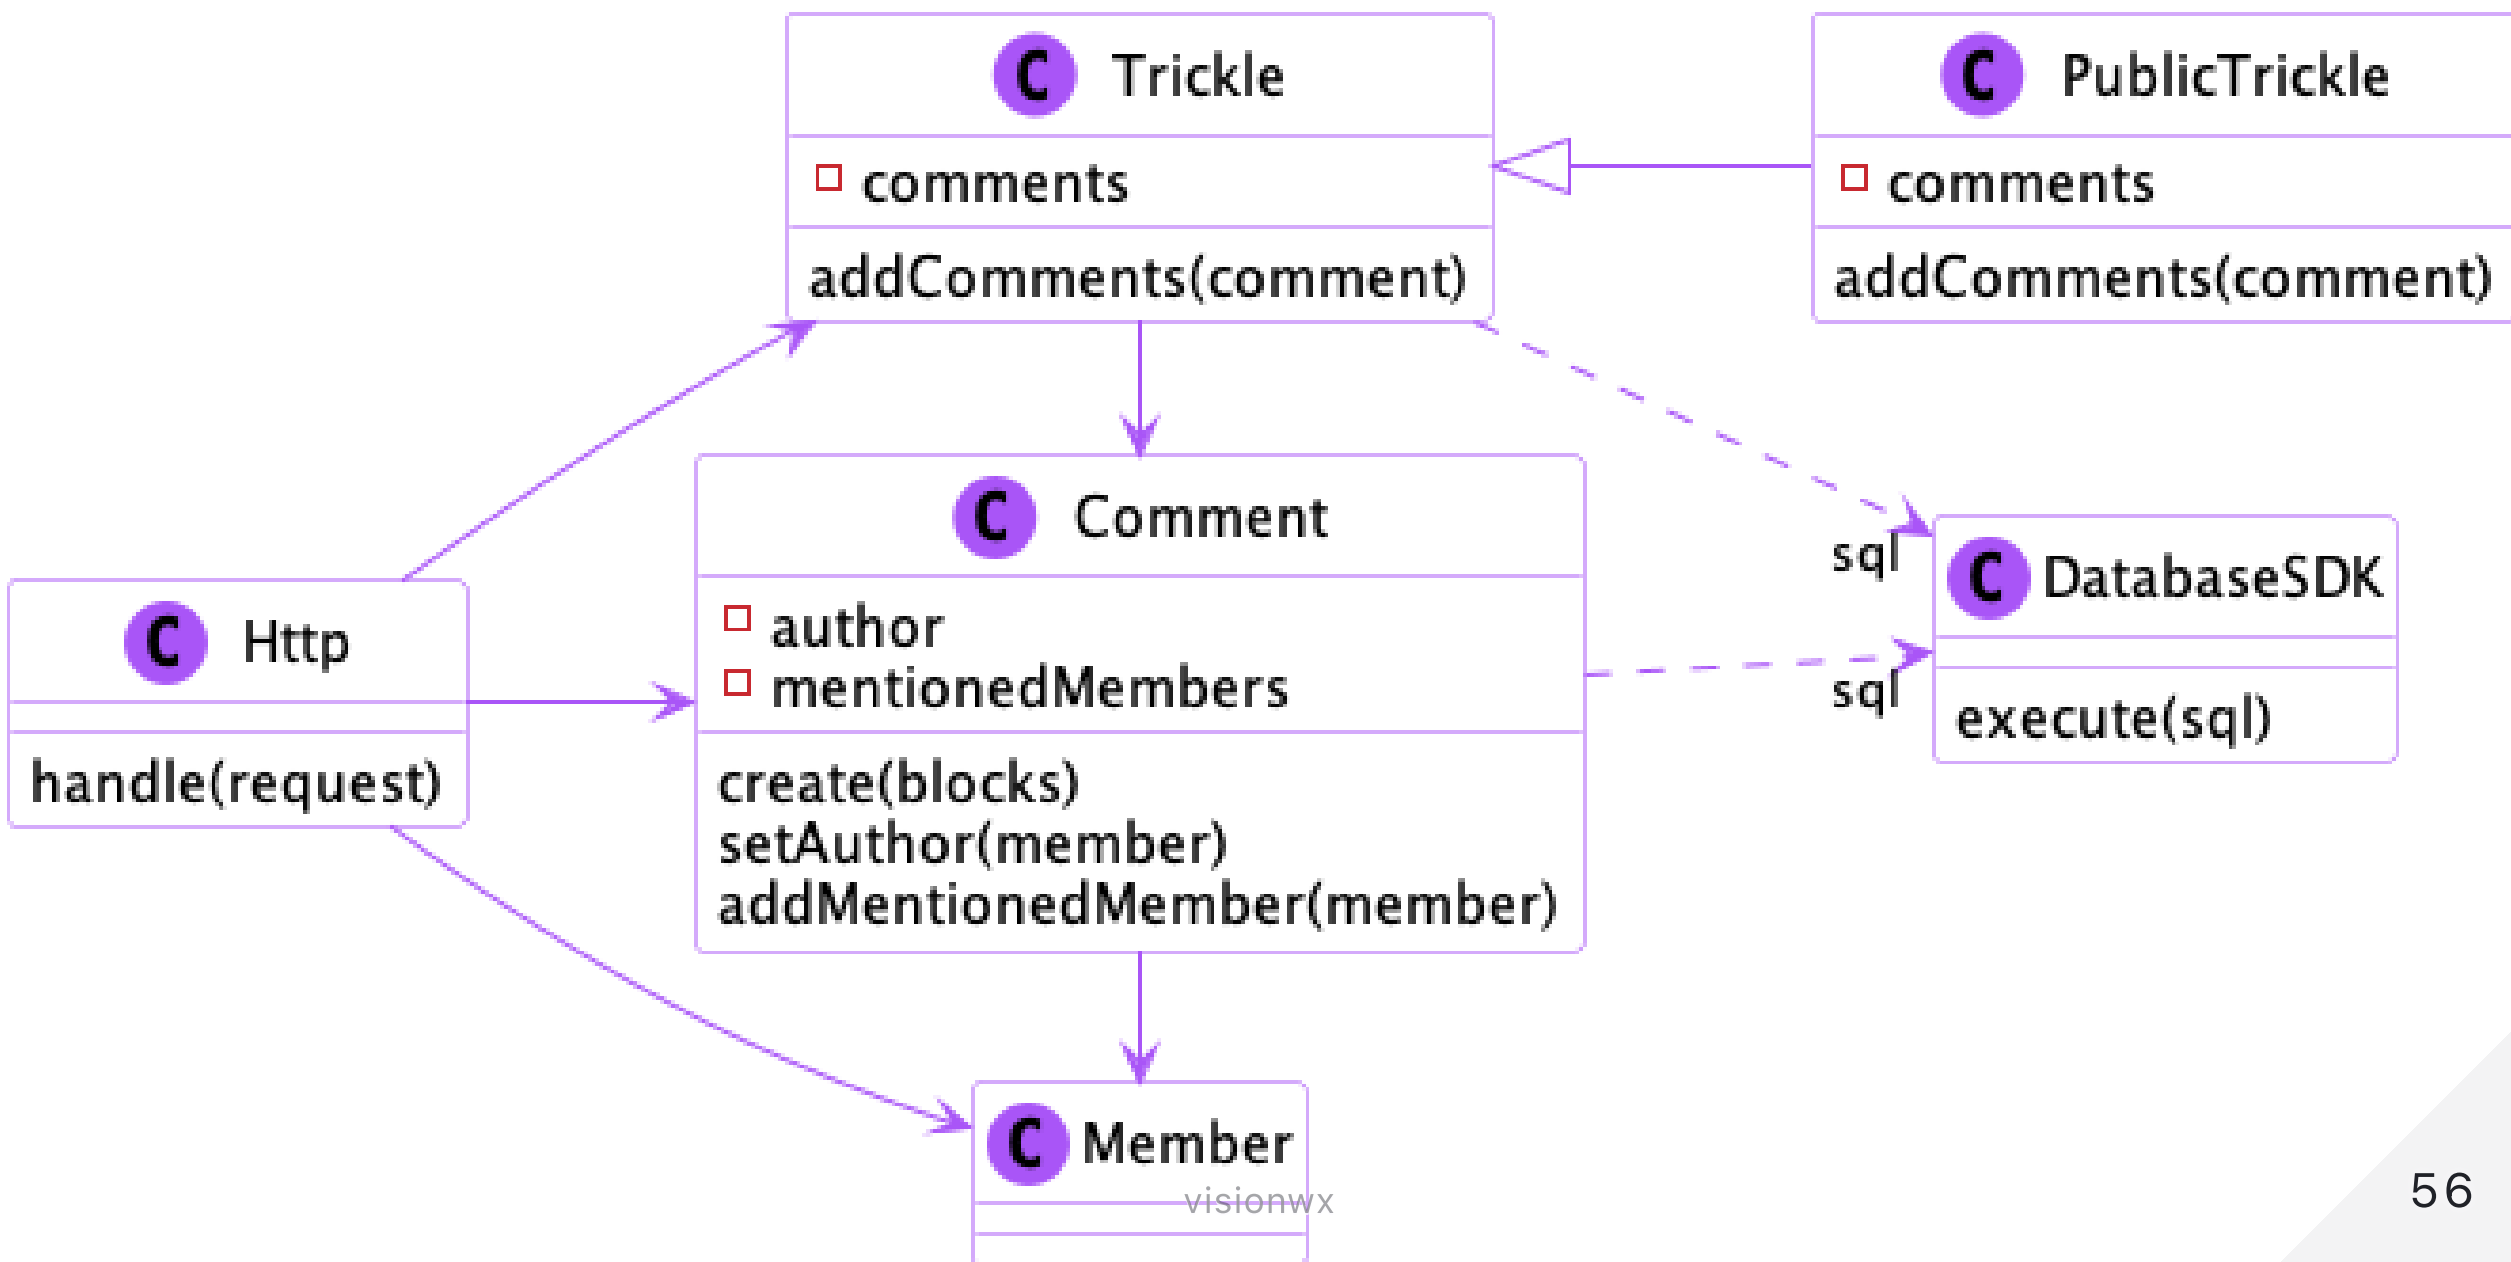 C Trickle
comments
addComments(comment)
C PublicTrickle
comments
addComments(comment)
C Comment
author
mentionedMembers
create(blocks)
setAuthor(member)
addMentionedMember(member)
C Http
handle(request)
sql
sql
C DatabaseSDK
execute(sql)
C Member
visionwx
56